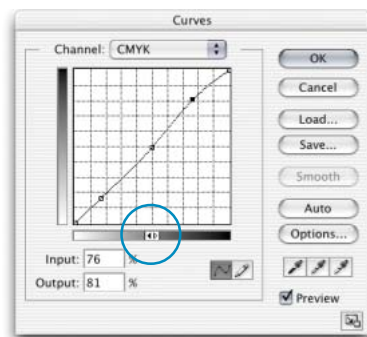 Curves
Channel: CMYK
OK
Cancel
Load...
Save...
Smooth
Auto
Options...
Input: 76 %
Output: 81 %
Preview